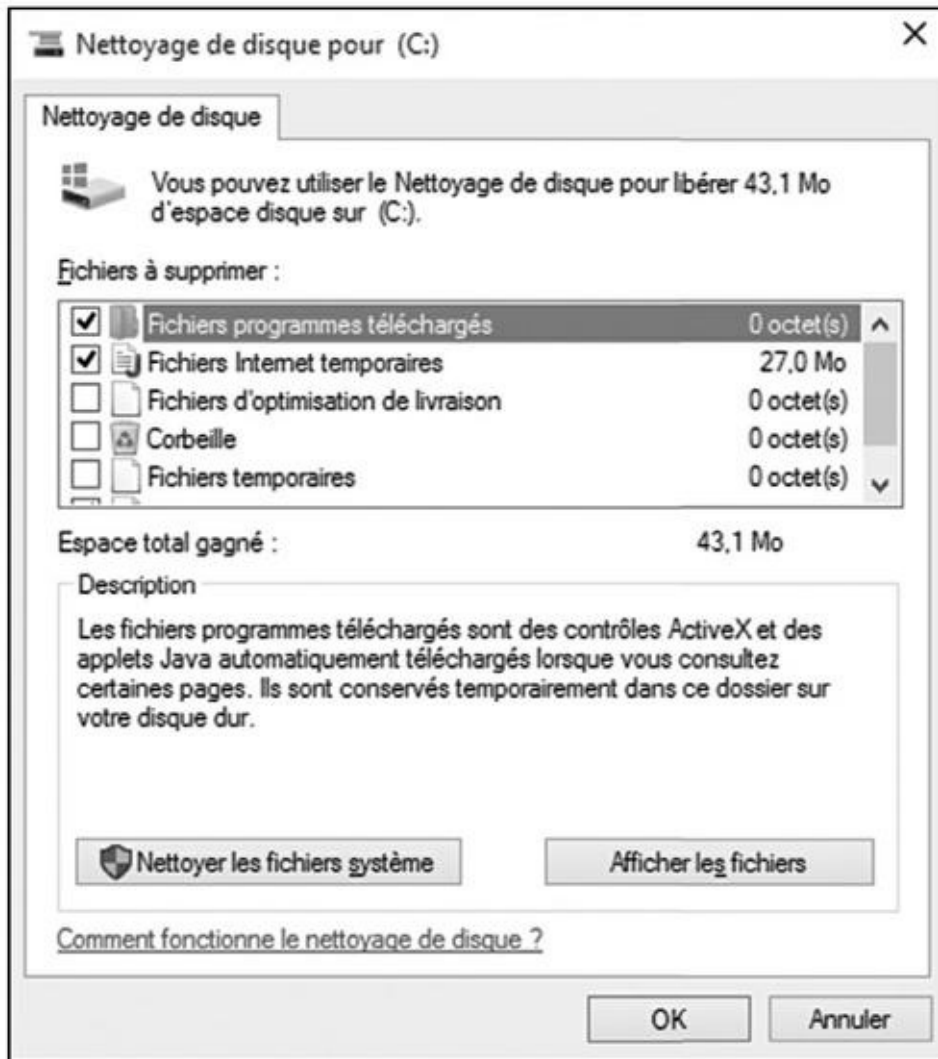 Nettoyage de disque pour (C:)
Nettoyage de disque
Vous pouvez utiliser le Nettoyage de disque pour libérer 43,1 Mo
d'espace disque sur (C:).
Fichiers à supprimer :
Fichiers programmes téléchargés 0 octet(s)
Fichiers Internet temporaires 27,0 Mo
Fichiers d'optimisation de livraison 0 octet(s)
Corbeille 0 octet(s)
Fichiers temporaires 0 octet(s)
Espace total gagné : 43,1 Mo
Description
Les fichiers programmes téléchargés sont des contrôles ActiveX et des
applets Java automatiquement téléchargés lorsque vous consultez
certaines pages. Ils sont conservés temporairement dans ce dossier sur
votre disque dur.
Nettoyer les fichiers système Afficher les fichiers
Comment fonctionne le nettoyage de disque ?
OK Annuler